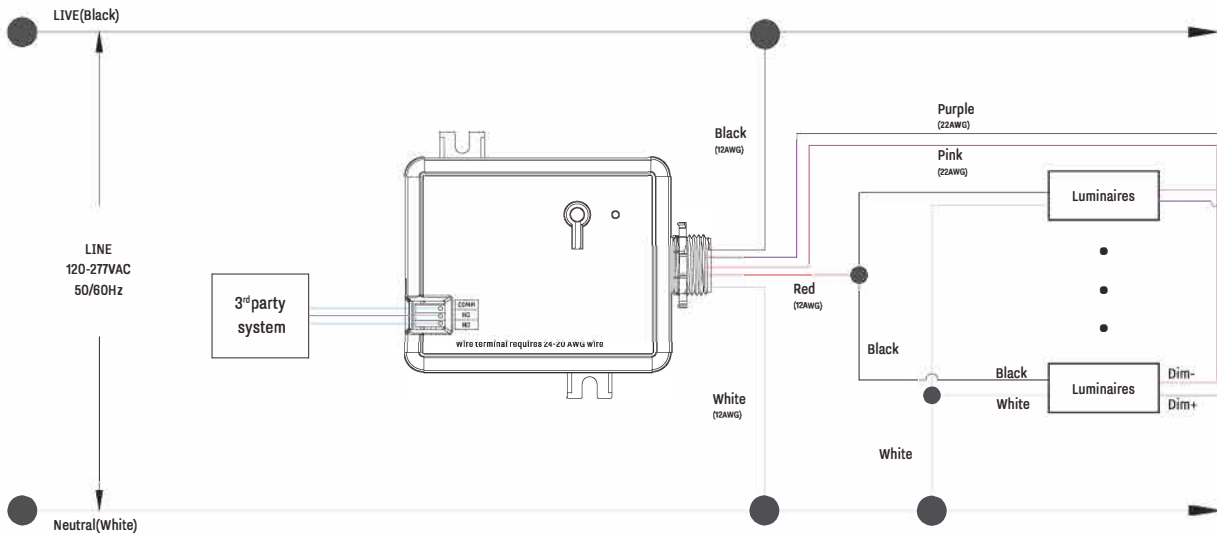 LIVE(Black)
Purple
(22AWG)
Black
(12AWG)
Pink
(22AWG)
Luminaires
LINE
120-277VAC
50/60Hz
3rd party
system
COMM
NC
NO
Wire terminal requires 24-20 AWG wire
Red
(12AWG)
Black
Black
White
Luminaires
Dim-
Dim+
White
(12AWG)
White
Neutral(White)